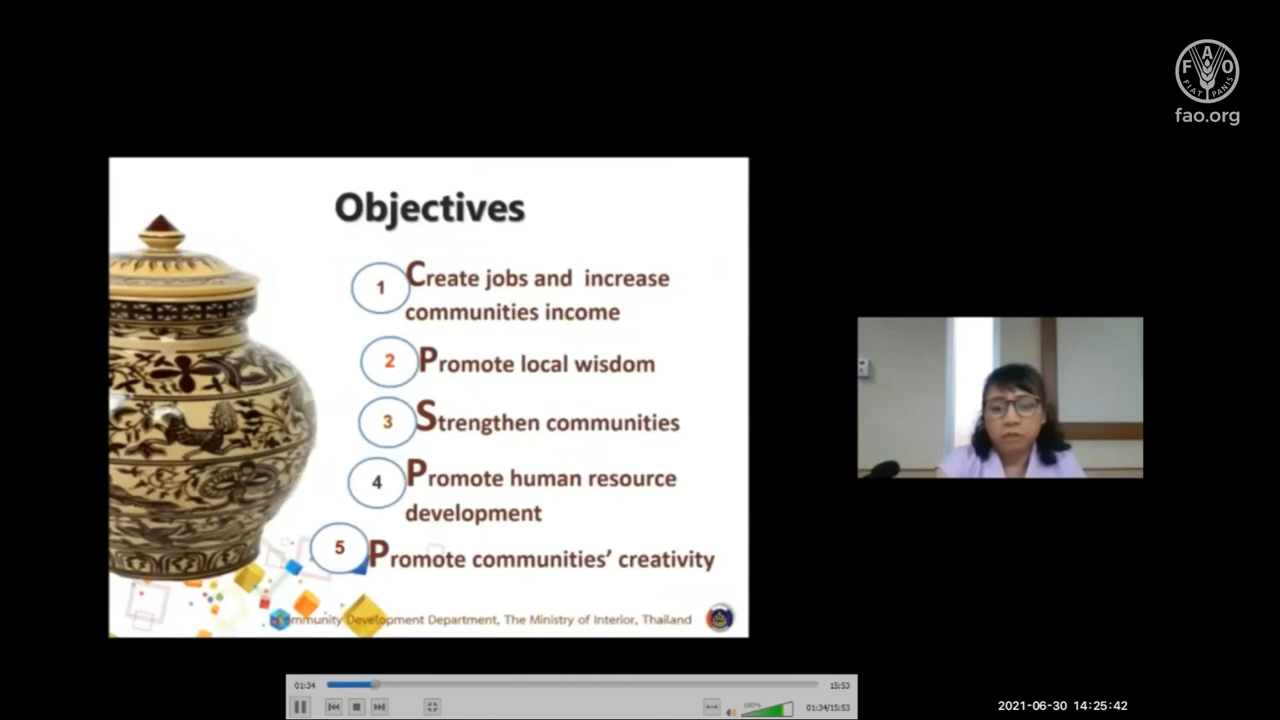 F A O
FIAT PANIS
fao.org
Objectives
1 Create jobs and increase
communities income
2 Promote local wisdom
3 Strengthen communities
4 Promote human resource
development
5 Promote communities’ creativity
Community Development Department, The Ministry of Interior, Thailand
01:34
15:53
100%
01:34/15:53
2021-06-30 14:25:42